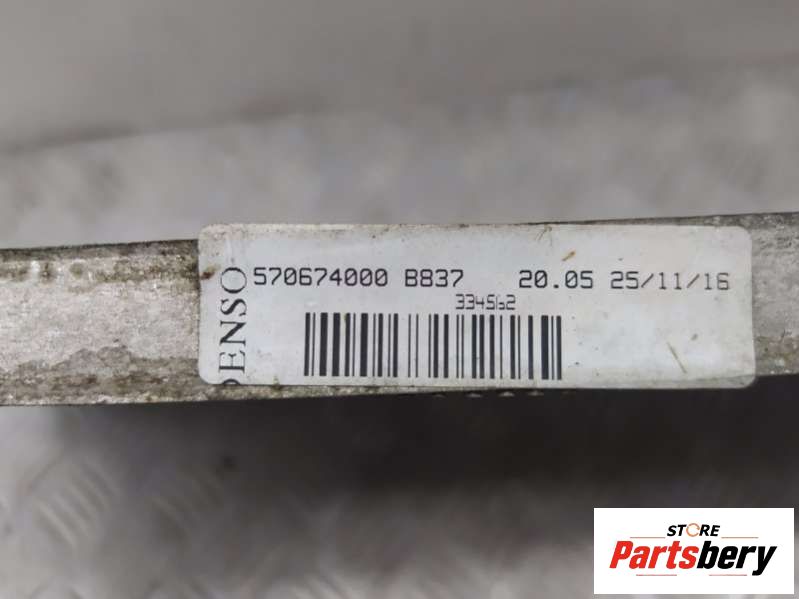 DENSO
570674000 B837 20.05 25/11/16
334562
STORE
Partsbery